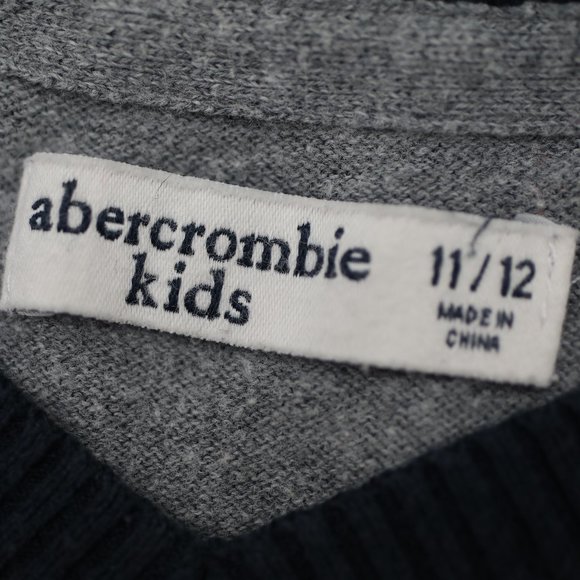 abercrombie
kids
11/12
MADE IN
CHINA